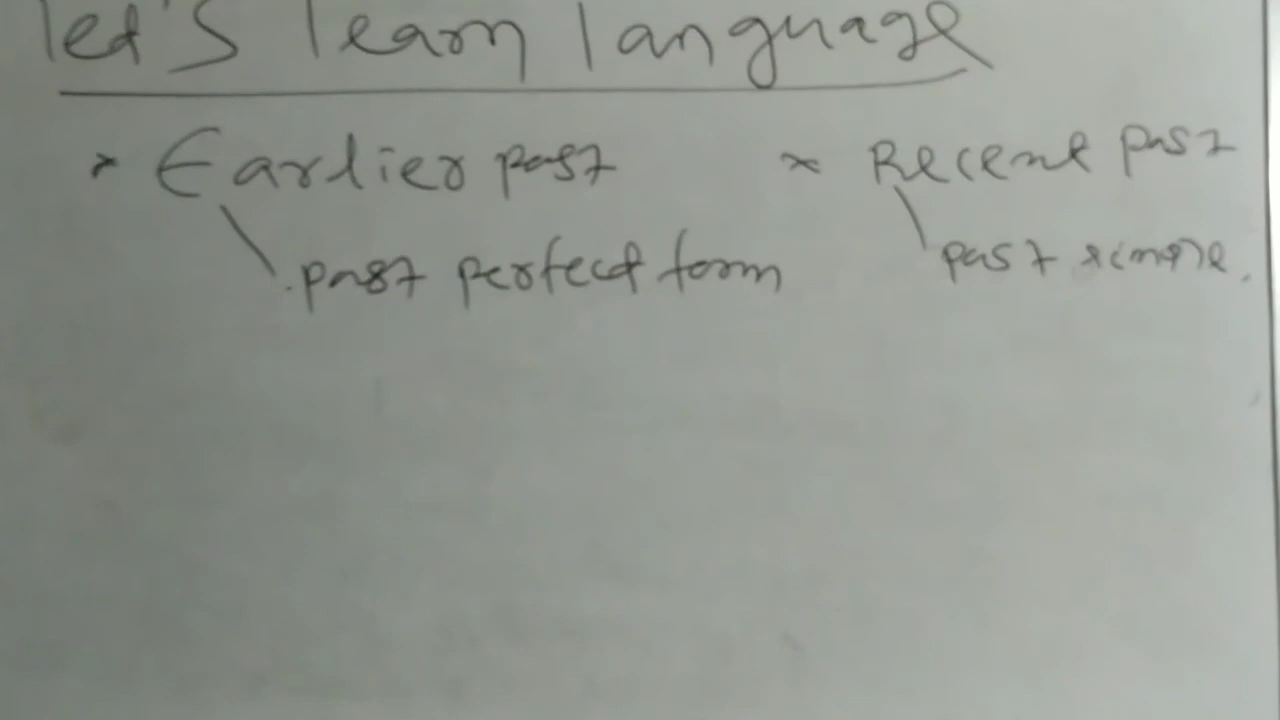 let's learn language
* Earlier past * Recent past
past perfect form past simple.